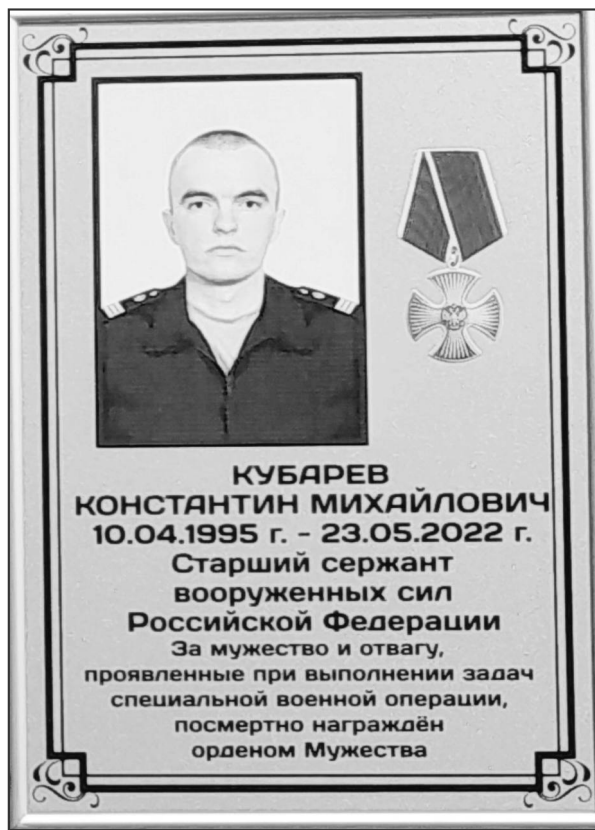 КУБАРЕВ
КОНСТАНТИН МИХАЙЛОВИЧ
10.04.1995 г. - 23.05.2022 г.
Старший сержант
вооруженных сил
Российской Федерации
За мужество и отвагу,
проявленные при выполнении задач
специальной военной операции,
посмертно награждён
орденом Мужества